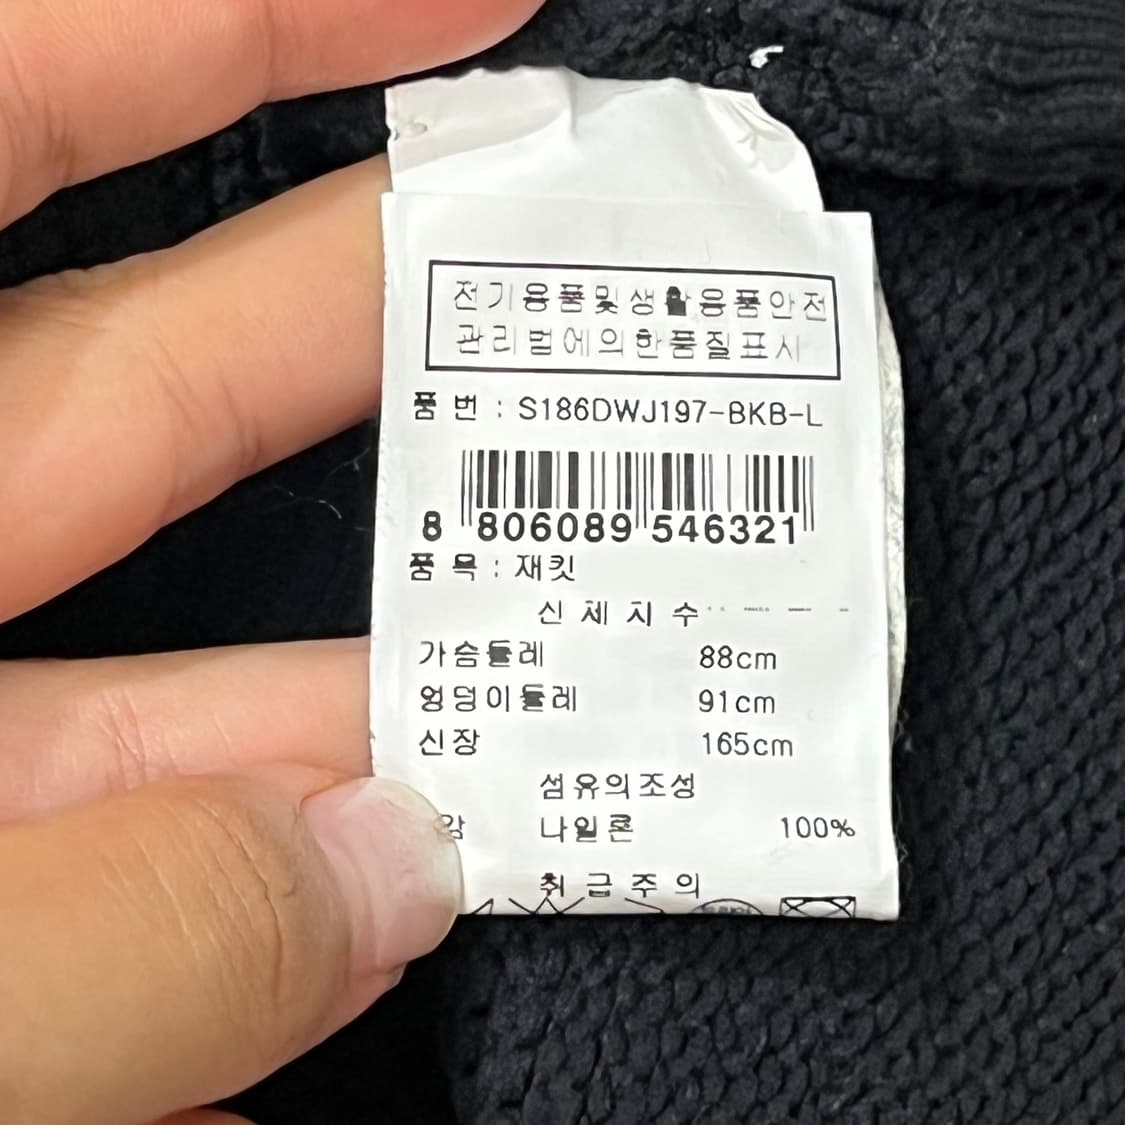 전기용품및생활용품안전
관리법에의한품질표시
품 번 : S186DWJ197-BKB-L
8 806089 546321
품 목 : 재킷
신 체 치 수
가슴둘레 88cm
엉덩이둘레 91cm
신장 165cm
섬유의조성
나일론 100%
취 급 주 의